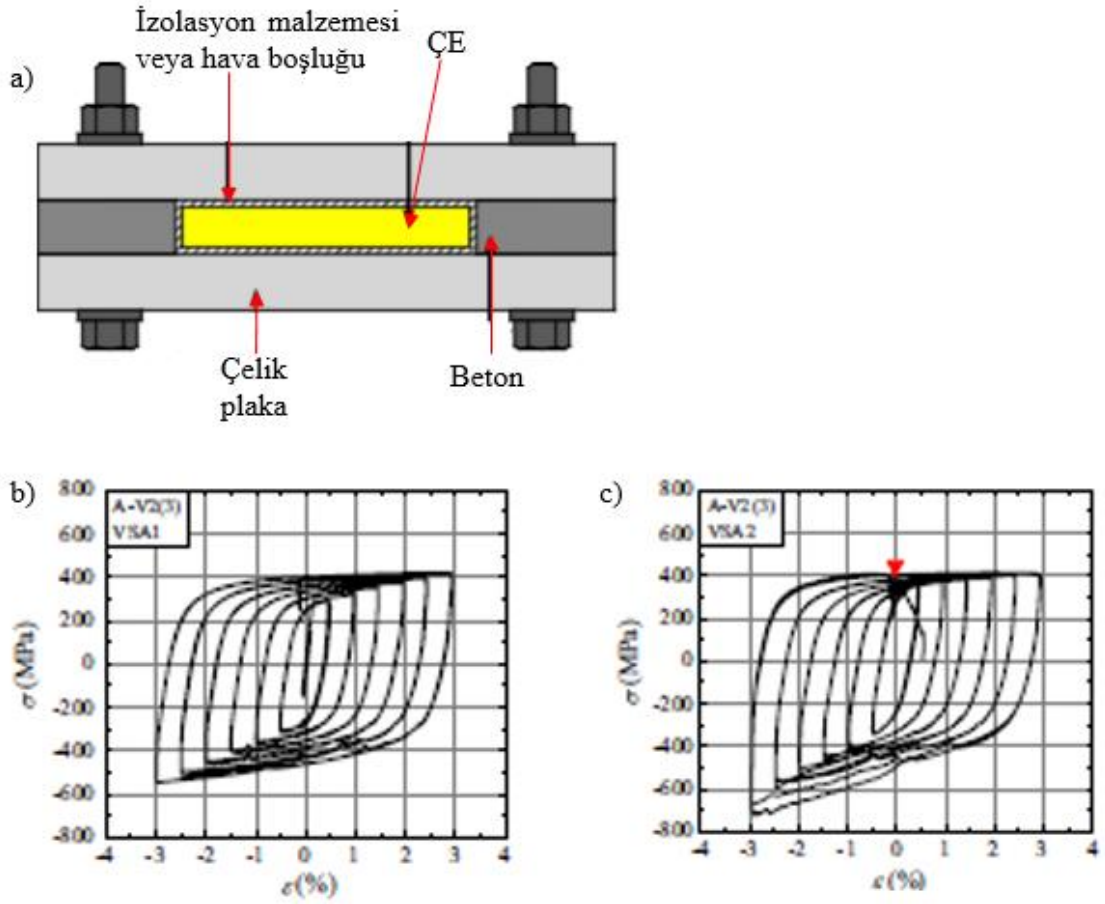 İzolasyon malzemesi
veya hava boşluğu
ÇE
a)
Çelik
plaka
Beton
b)
800
600
400
200
0
-200
-400
-600
-800
σ(MPa)
A-V2(3)
VSA1
-4 -3 -2 -1 0 1 2 3 4
ε(%)
c)
800
600
400
200
0
-200
-400
-600
-800
σ(MPa)
A-V2(3)
VSA2
-4 -3 -2 -1 0 1 2 3 4
ε(%)